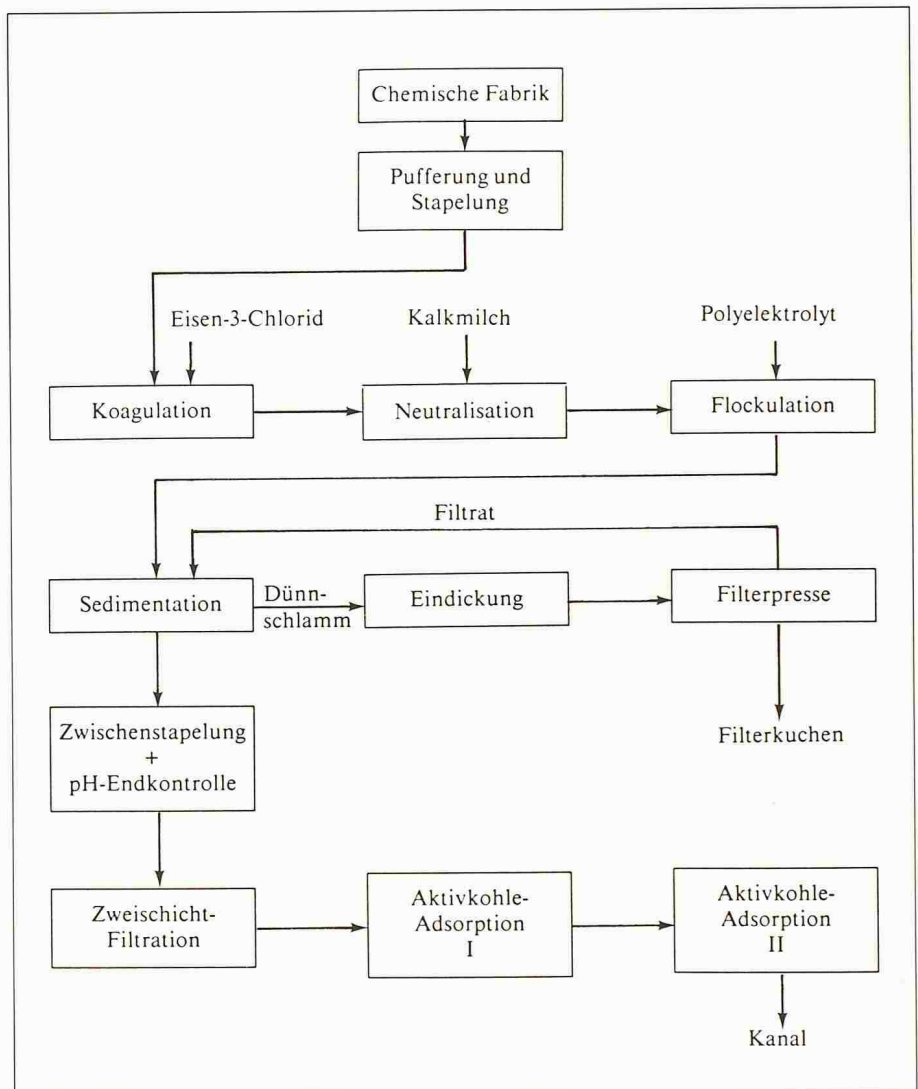 Chemische Fabrik
Pufferung und
Stapelung
Eisen-3-Chlorid
Kalkmilch
Polyelektrolyt
Koagulation
Neutralisation
Flockulation
Filtrat
Sedimentation
Dünn-
schlamm
Eindickung
Filterpresse
Zwischenstapelung
+
pH-Endkontrolle
Filterkuchen
Zweischicht-
Filtration
Aktivkohle-
Adsorption
I
Aktivkohle-
Adsorption
II
Kanal